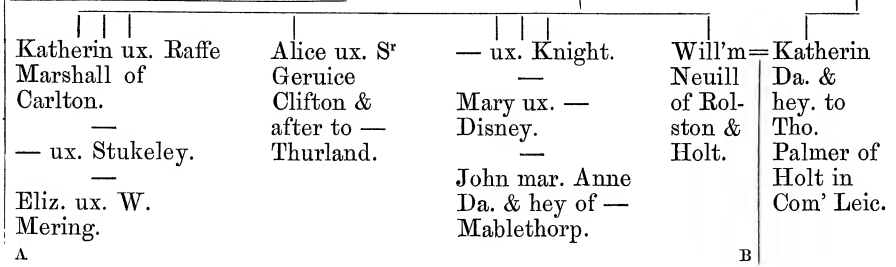 Katherin ux. Raffe
Marshall of
Carlton.
—
— ux. Stukeley.
—
Eliz. ux. W.
Mering.
A
Alice ux. Sʳ
Geruice
Clifton &
after to —
Thurland.
— ux. Knight.
—
Mary ux. —
Disney.
—
John mar. Anne
Da. & hey of —
Mablethorp.
Will'm=Katherin
Neuill
of Rol-
ston &
Holt.
B
Da. &
hey. to
Tho.
Palmer of
Holt in
Com' Leic.